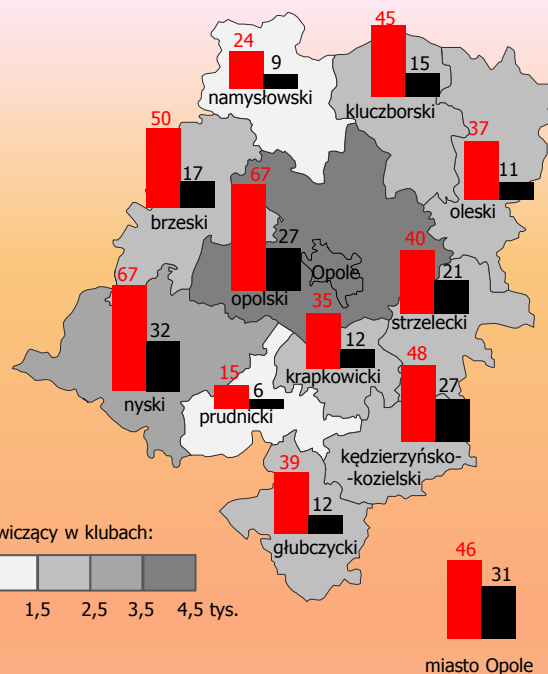 45
24
15
9
namysłowski
kluczborski
50
37
17
11
67
brzeski
oleski
27
40
Opole
21
67
opolski
35
strzelecki
32
12
48
15
krapkowicki
27
6
nyski
prudnicki
39
kędzierzyńsko-
-kozielski
12
głubczycki
wiczący w klubach:
1,5 2,5 3,5 4,5 tys.
46
31
miasto Opole